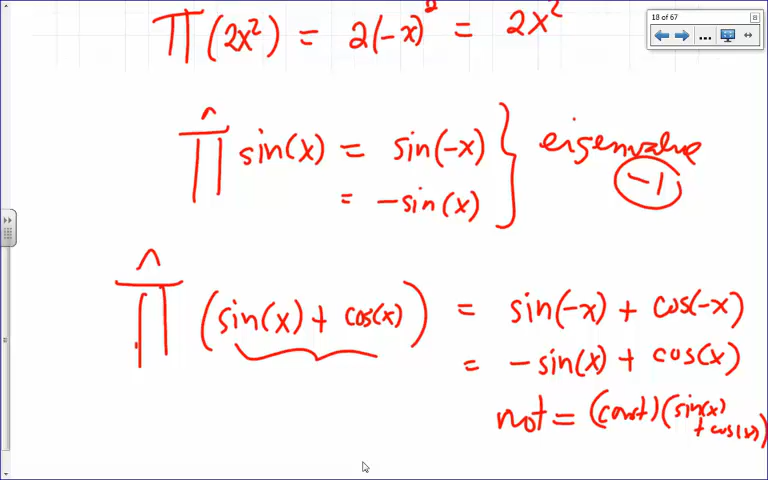 18 of 67
Π(2x²) = 2(-x)² = 2x²
Π̂ sin(x) = sin(-x) } eigenvalue
= -sin(x) -1
Π̂ (sin(x) + cos(x)) = sin(-x) + cos(-x)
= -sin(x) + cos(x)
not = (const)(sin(x)
+ cos(x))